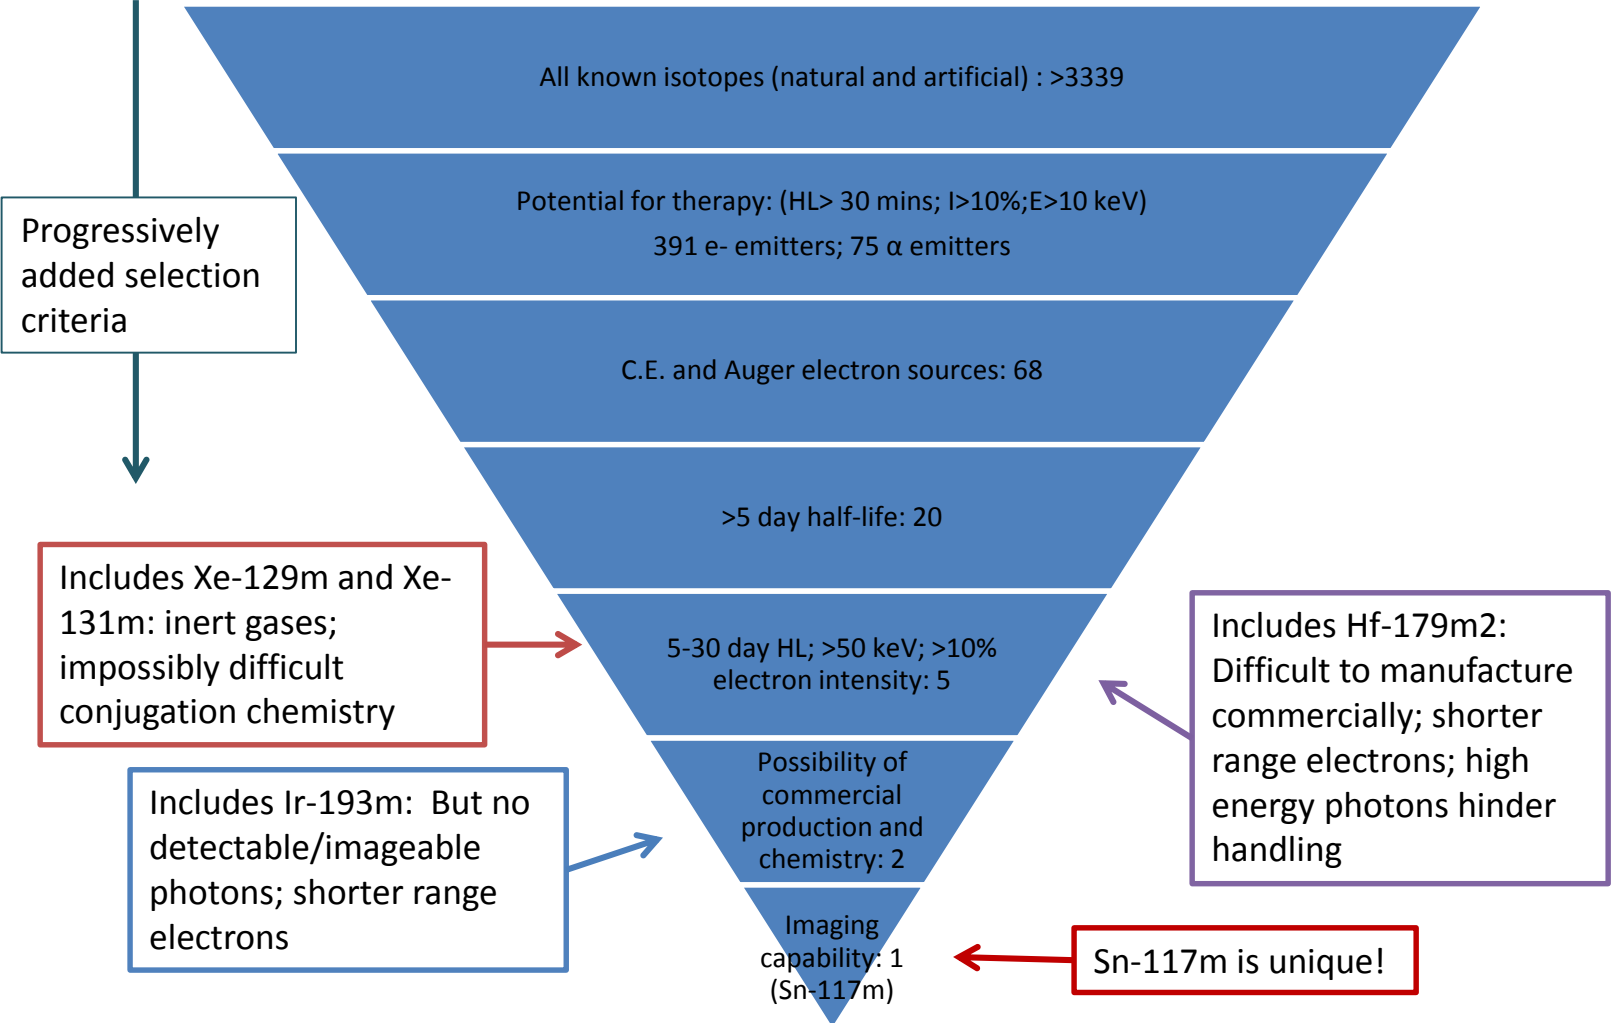 All known isotopes (natural and artificial) : >3339
Potential for therapy: (HL> 30 mins; I>10%;E>10 keV)
391 e- emitters; 75 α emitters
Progressively
added selection
criteria
C.E. and Auger electron sources: 68
>5 day half-life: 20
Includes Xe-129m and Xe-
131m: inert gases;
impossibly difficult
conjugation chemistry
5-30 day HL; >50 keV; >10%
electron intensity: 5
Includes Hf-179m2:
Difficult to manufacture
commercially; shorter
range electrons; high
energy photons hinder
handling
Possibility of
commercial
production and
chemistry: 2
Includes Ir-193m:  But no
detectable/imageable
photons; shorter range
electrons
Imaging
capability: 1
(Sn-117m)
Sn-117m is unique!